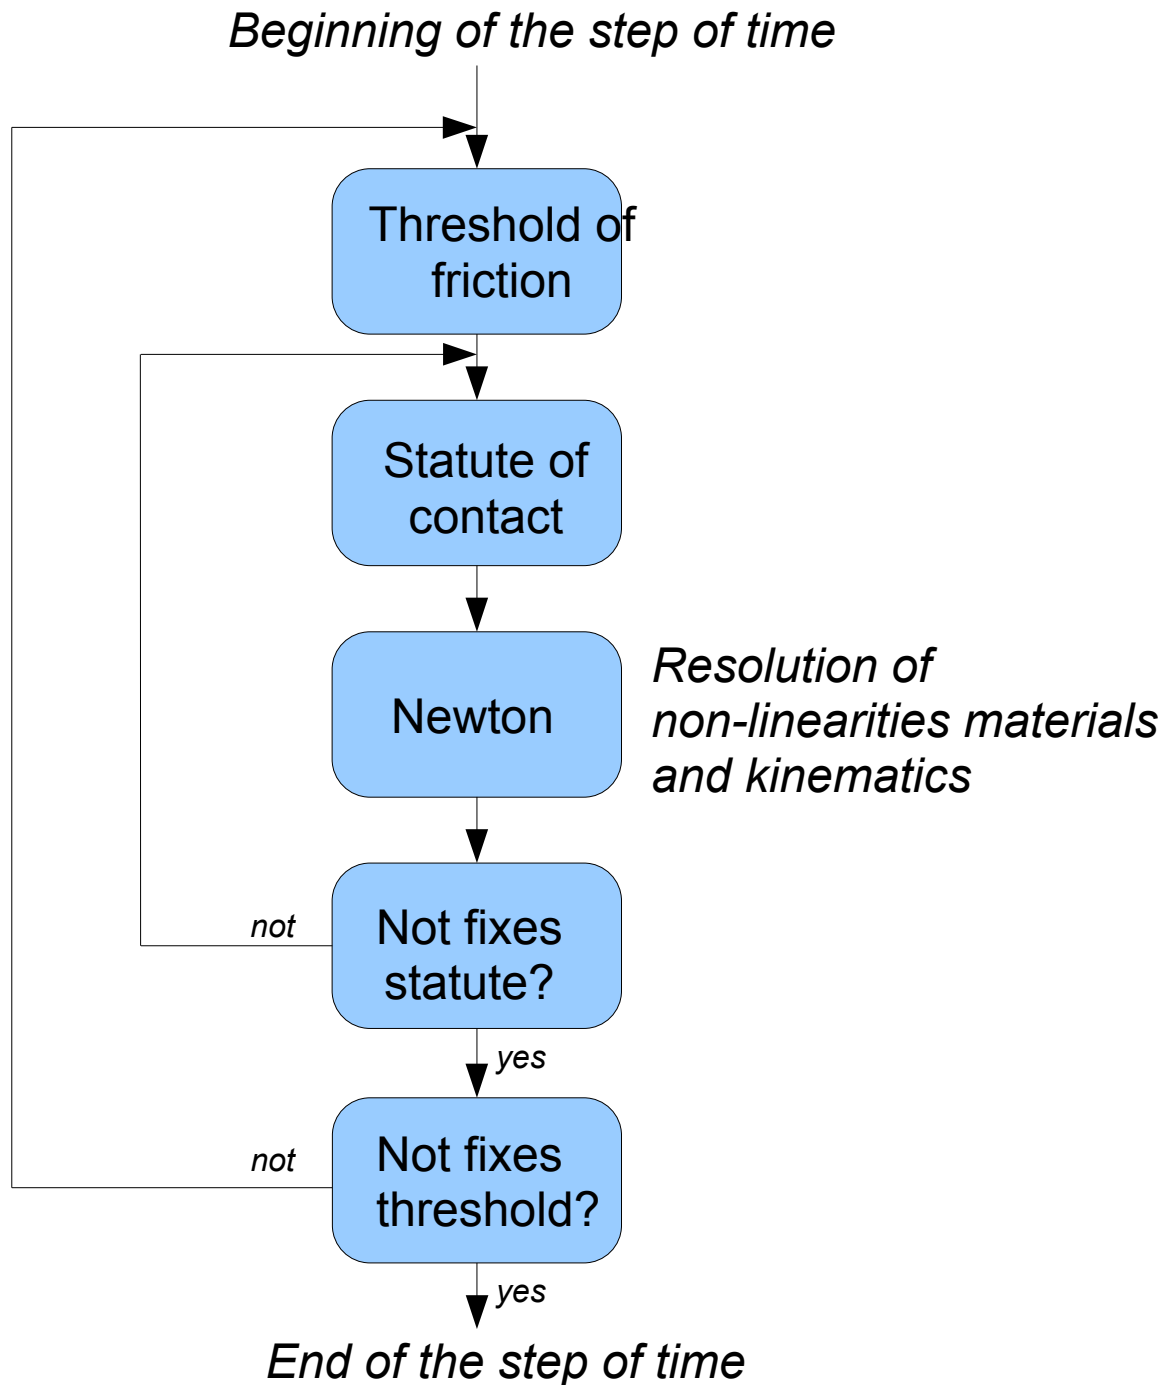 Beginning of the step of time
Threshold of
friction
Statute of
contact
Newton
Resolution of
non-linearities materials
and kinematics
Not fixes
statute?
not
yes
Not fixes
threshold?
not
yes
End of the step of time